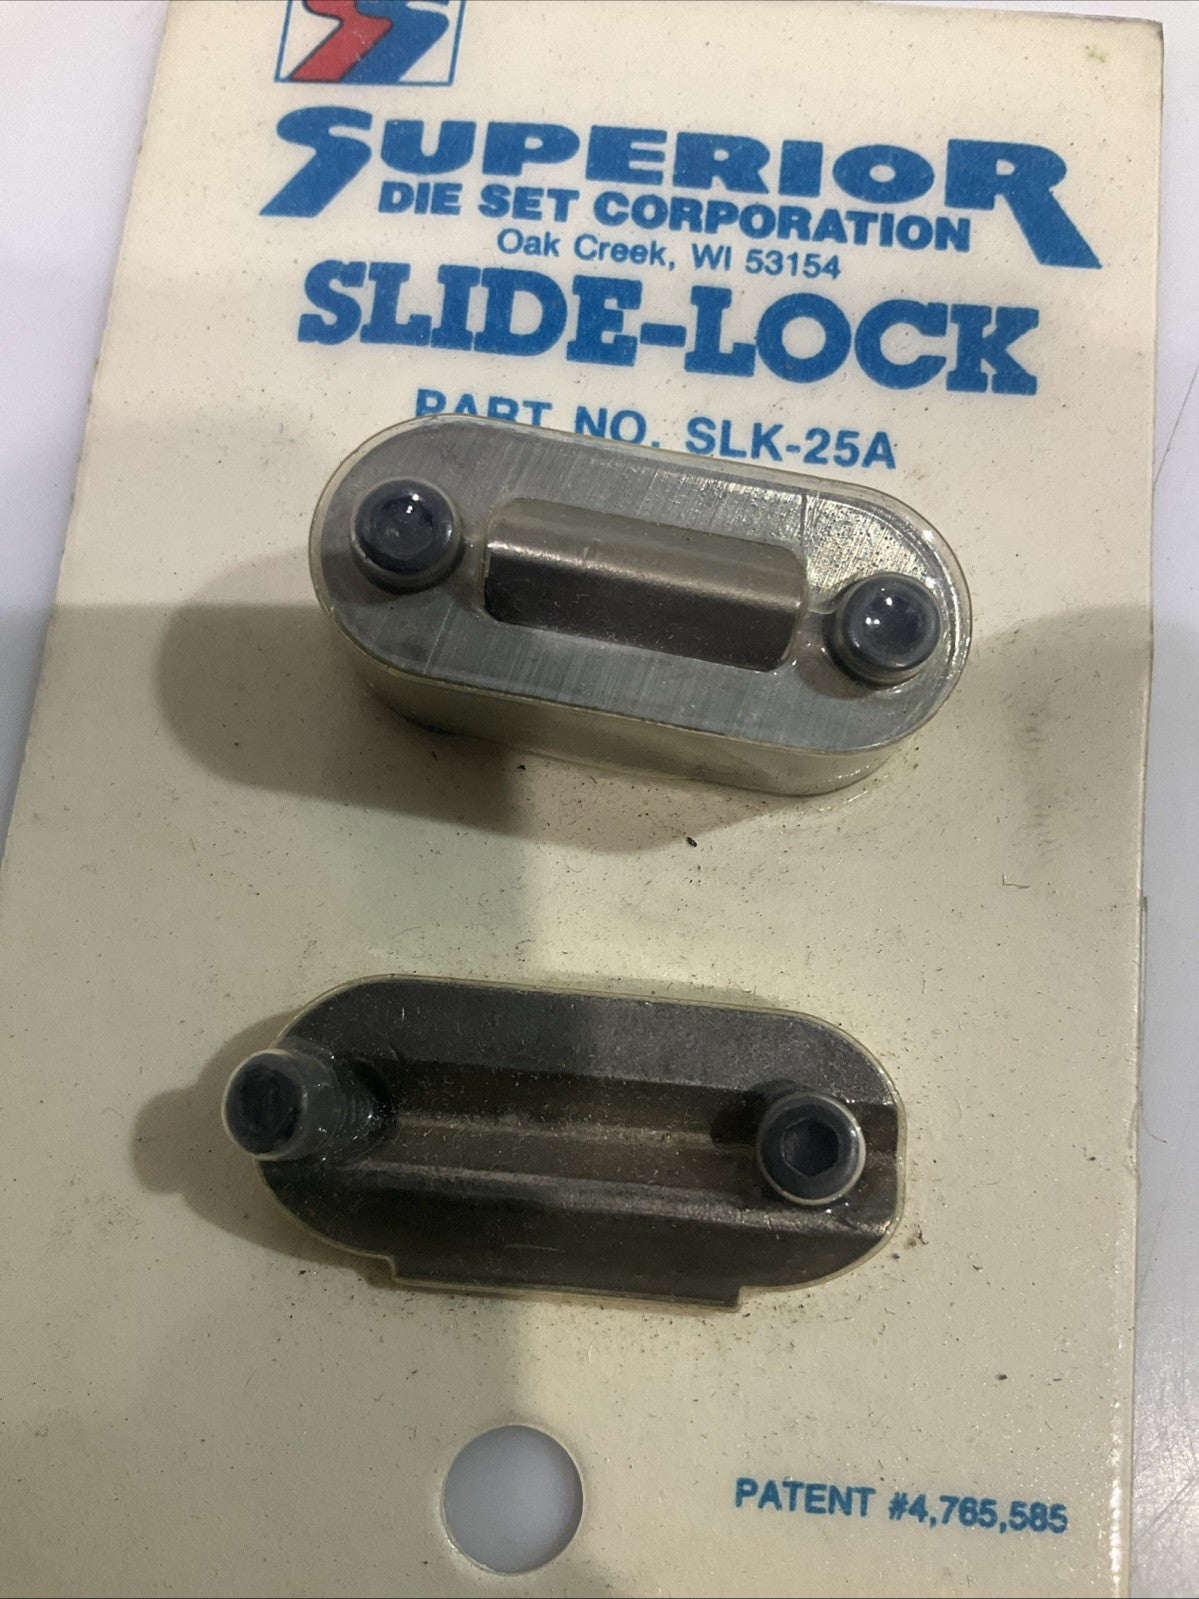 SUPERIOR
DIE SET CORPORATION
Oak Creek, WI 53154
SLIDE-LOCK
PART NO. SLK-25A
PATENT #4,765,585